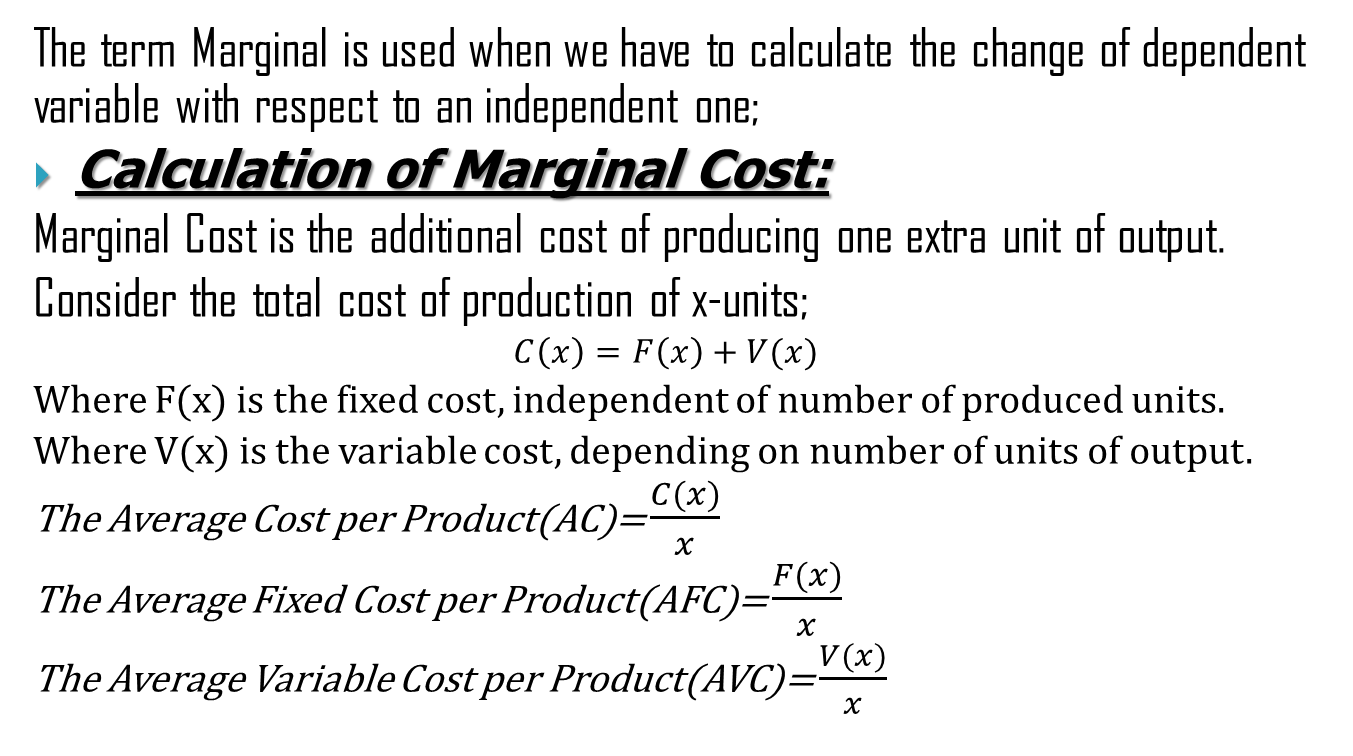 The term Marginal is used when we have to calculate the change of dependent
variable with respect to an independent one;
Calculation of Marginal Cost:
Marginal Cost is the additional cost of producing one extra unit of output.
Consider the total cost of production of x-units;
C(x) = F(x) + V(x)
Where F(x) is the fixed cost, independent of number of produced units.
Where V(x) is the variable cost, depending on number of units of output.
The Average Cost per Product(AC)=C(x)/x
The Average Fixed Cost per Product(AFC)=F(x)/x
The Average Variable Cost per Product(AVC)=V(x)/x